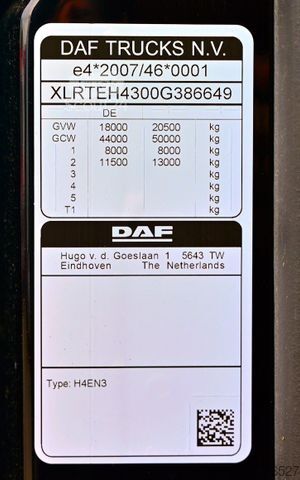 DAF TRUCKS N.V.
e4*2007/46*0001
XLRTEH4300G386649
DE
GVW 18000 20500 kg
GCW 44000 50000 kg
1 8000 8000 kg
2 11500 13000 kg
3 kg
4 kg
5 kg
T1 kg
DAF
Hugo v. d. Goeslaan 1 5643 TW
Eindhoven The Netherlands
Type: H4EN3